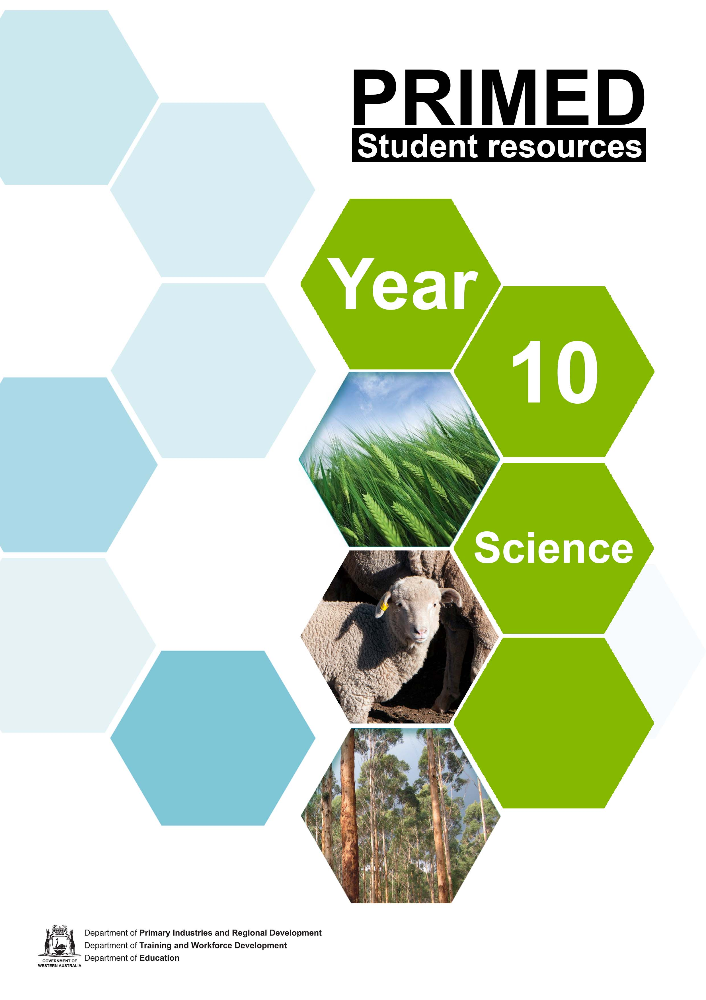 PRIMED
Student resources
Year
10
Science
Department of Primary Industries and Regional Development
Department of Training and Workforce Development
Department of Education
GOVERNMENT OF
WESTERN AUSTRALIA